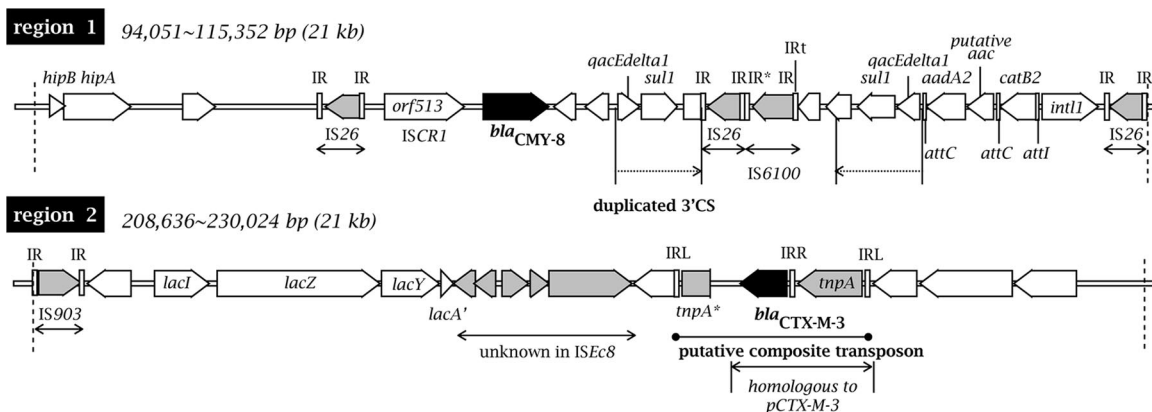 region 1 94,051~115,352 bp (21 kb)
IRt
putative
qacEdelta1 qacEdelta1 aac
hipB hipA IR IR sul1 IR IR IR* IR sul1 aadA2 catB2 IR IR
orf513 intI1
IS26 ISCR1 blaCMY-8 IS26 IS6100 attC attC attI IS26
duplicated 3'CS
region 2 208,636~230,024 bp (21 kb)
IR IR IRL IRR IRL
lacI lacZ lacY tnpA
IS903 lacA' tnpA* blaCTX-M-3
unknown in ISEc8 putative composite transposon
homologous to
pCTX-M-3